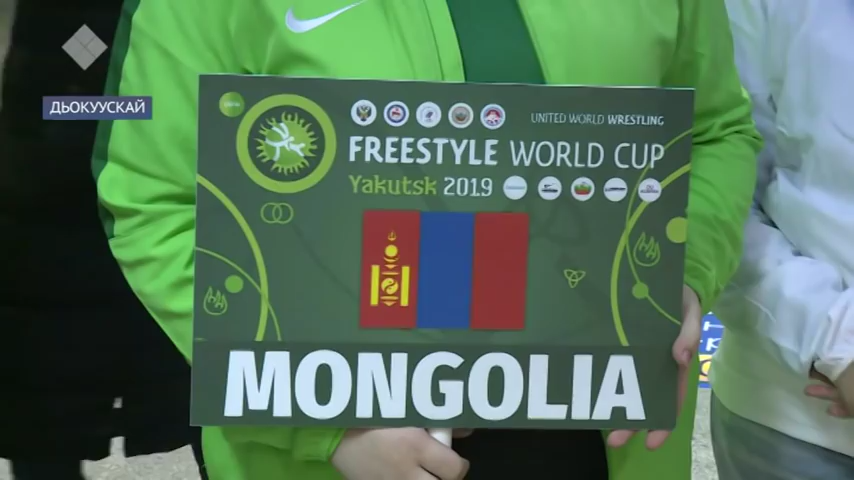 ДЬОКУУСКАЙ
UNITED WORLD WRESTLING
FREESTYLE WORLD CUP
Yakutsk 2019
MONGOLIA